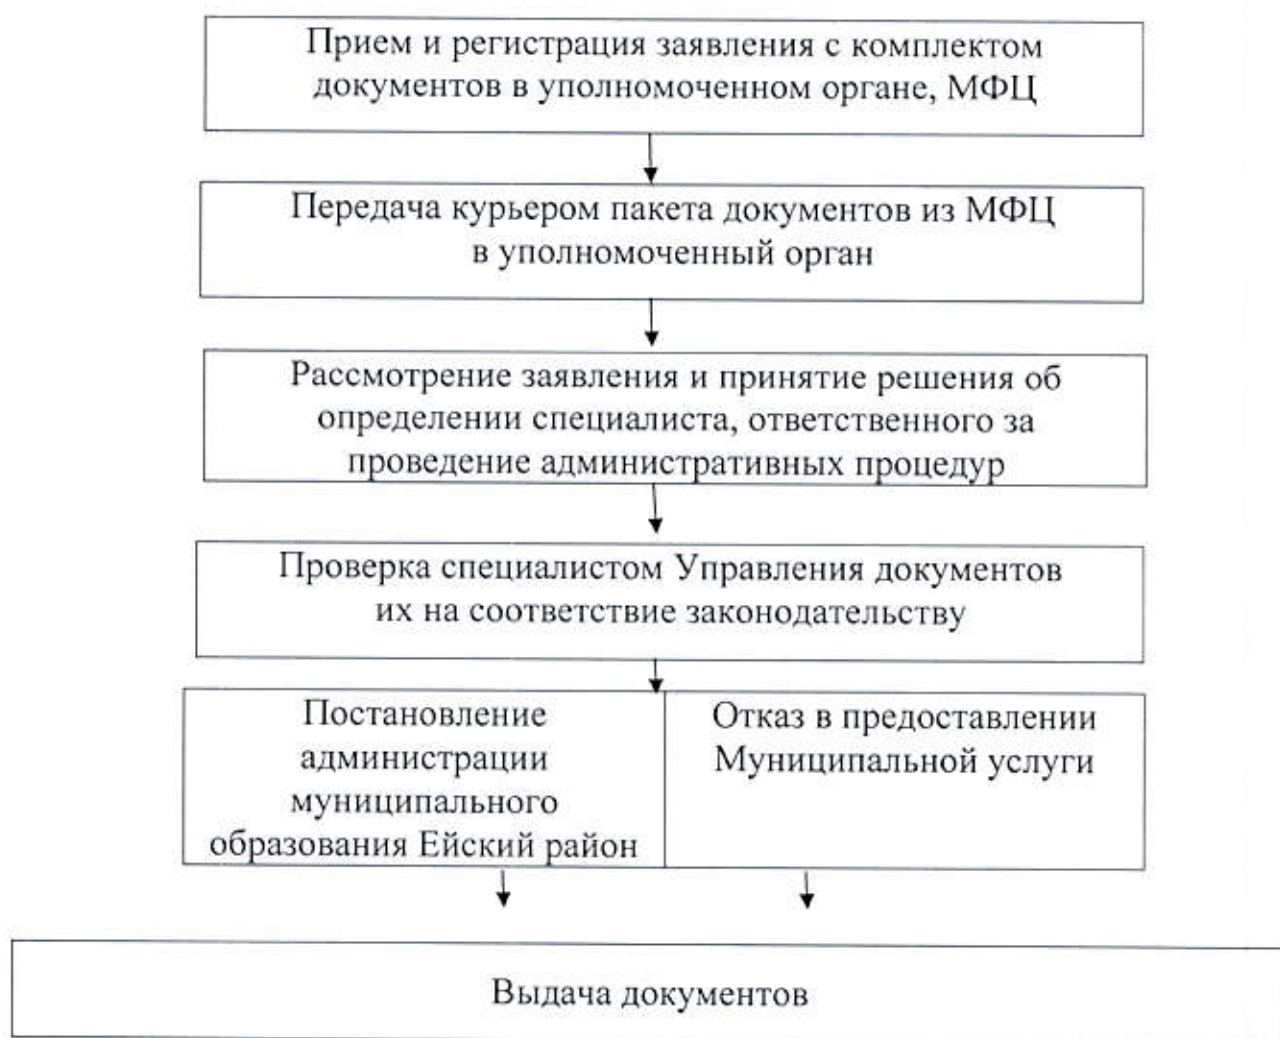 Прием и регистрация заявления с комплектом
документов в уполномоченном органе, МФЦ
Передача курьером пакета документов из МФЦ
в уполномоченный орган
Рассмотрение заявления и принятие решения об
определении специалиста, ответственного за
проведение административных процедур
Проверка специалистом Управления документов
их на соответствие законодательству
Постановление
администрации
муниципального
образования Ейский район
Отказ в предоставлении
Муниципальной услуги
Выдача документов